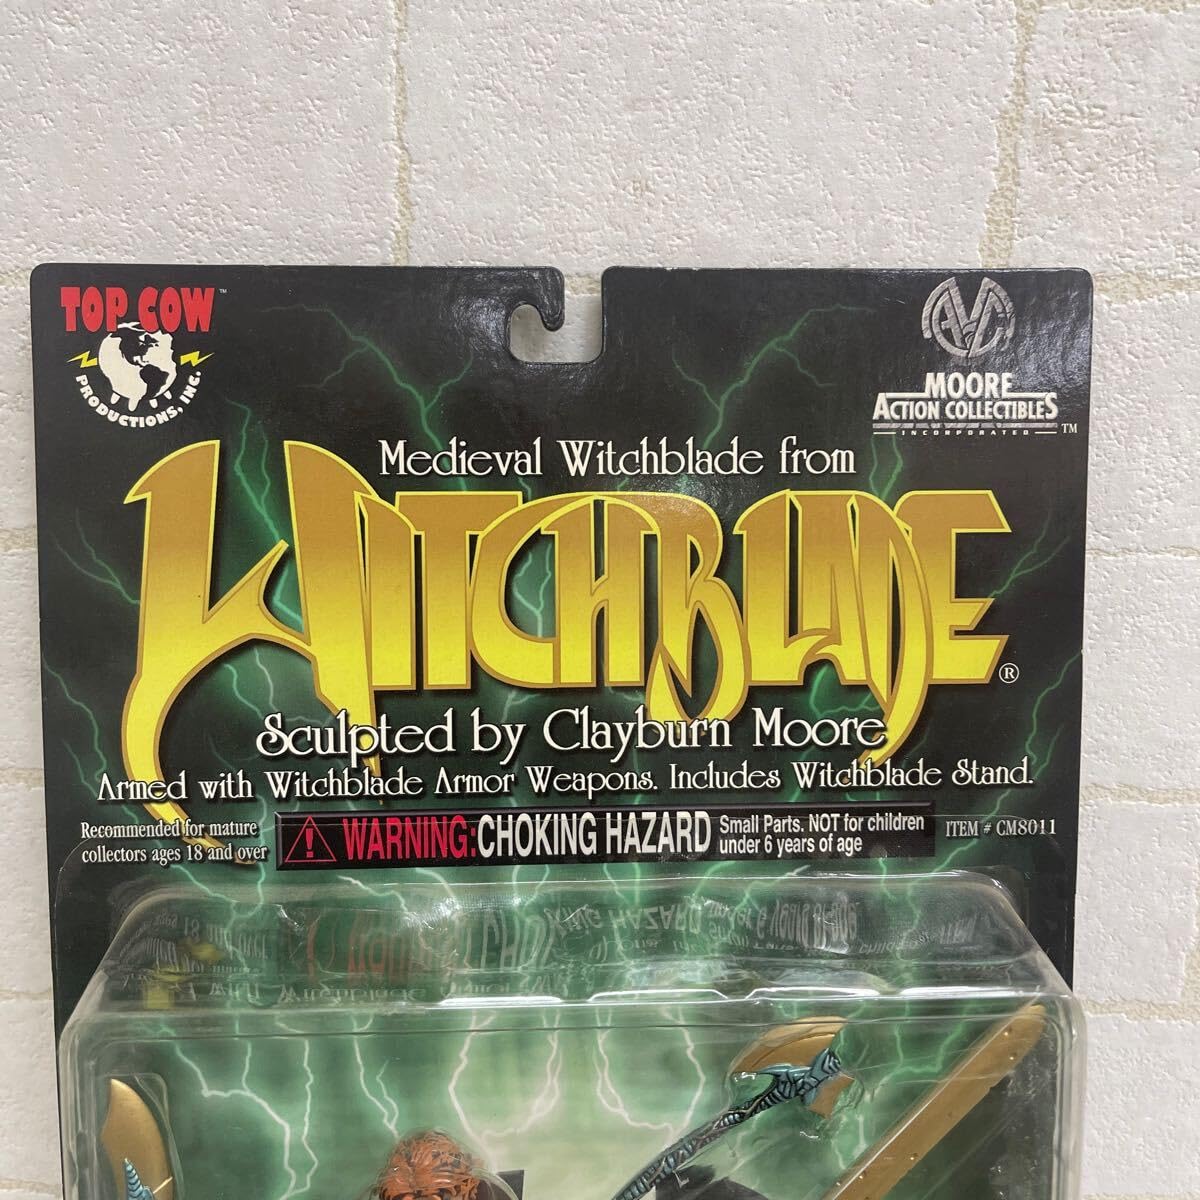 TOP COW ™
PRODUCTIONS, INC.
MOORE
ACTION COLLECTIBLES
INCORPORATED ™
Medieval Witchblade from
WITCHBLADE ®
Sculpted by Clayburn Moore
Armed with Witchblade Armor Weapons. Includes Witchblade Stand.
Recommended for mature
collectors ages 18 and over
! WARNING: CHOKING HAZARD
Small Parts. NOT for children
under 6 years of age
ITEM # CM8011